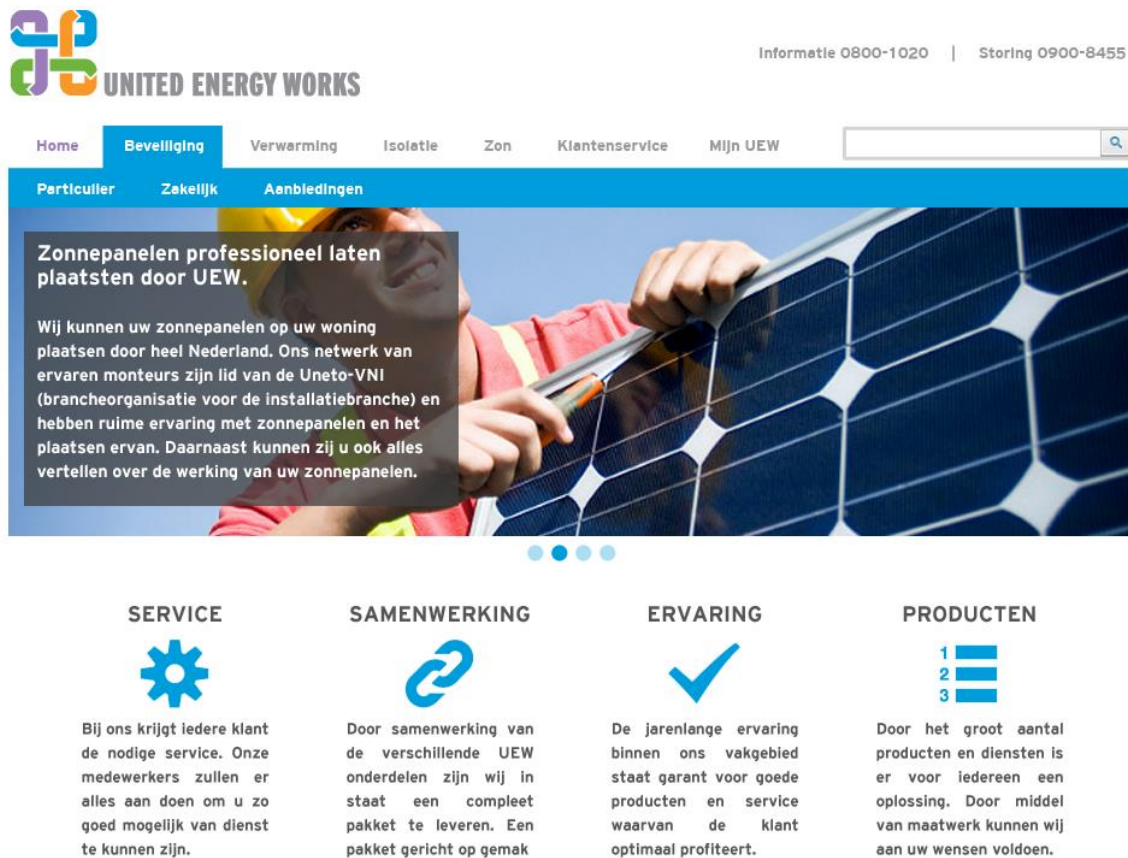 UNITED ENERGY WORKS
Informatie 0800-1020 | Storing 0900-8455
Home Beveiliging Verwarming Isolatie Zon Klantenservice Mijn UEW
Particulier Zakelijk Aanbiedingen
Zonnepanelen professioneel laten
plaatsten door UEW.
Wij kunnen uw zonnepanelen op uw woning
plaatsen door heel Nederland. Ons netwerk van
ervaren monteurs zijn lid van de Uneto-VNI
(brancheorganisatie voor de installatiebranche) en
hebben ruime ervaring met zonnepanelen en het
plaatsen ervan. Daarnaast kunnen zij u ook alles
vertellen over de werking van uw zonnepanelen.
SERVICE
Bij ons krijgt iedere klant
de nodige service. Onze
medewerkers zullen er
alles aan doen om u zo
goed mogelijk van dienst
te kunnen zijn.
SAMENWERKING
Door samenwerking van
de verschillende UEW
onderdelen zijn wij in
staat een compleet
pakket te leveren. Een
pakket gericht op gemak
ERVARING
De jarenlange ervaring
binnen ons vakgebied
staat garant voor goede
producten en service
waarvan de klant
optimaal profiteert.
PRODUCTEN
1
2
3
Door het groot aantal
producten en diensten is
er voor iedereen een
oplossing. Door middel
van maatwerk kunnen wij
aan uw wensen voldoen.